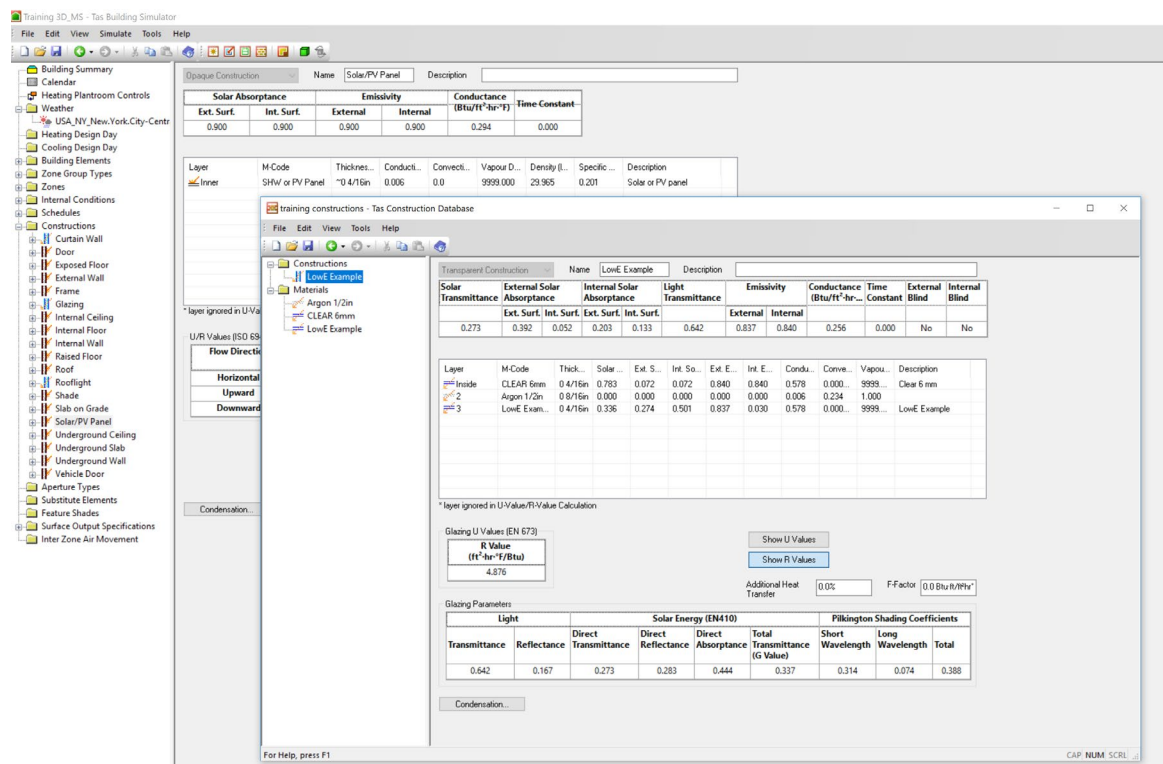 Training 3D_MS - Tas Building Simulator
File Edit View Simulate Tools Help
Building Summary
Calendar
Heating Plantroom Controls
Weather
USA_NY_New.York.City-Centr
Heating Design Day
Cooling Design Day
Building Elements
Zone Group Types
Zones
Internal Conditions
Schedules
Constructions
Curtain Wall
Door
Exposed Floor
External Wall
Frame
Glazing
Internal Ceiling
Internal Floor
Internal Wall
Raised Floor
Roof
Rooflight
Shade
Slab on Grade
Solar/PV Panel
Underground Ceiling
Underground Slab
Underground Wall
Vehicle Door
Aperture Types
Substitute Elements
Feature Shades
Surface Output Specifications
Inter Zone Air Movement
Opaque Construction Name Solar/PV Panel Description
Solar Absorptance Emissivity Conductance (Btu/ft²·hr·°F) Time Constant
Ext. Surf. Int. Surf. External Internal
0.900 0.900 0.900 0.900 0.294 0.000
Layer M-Code Thicknes... Conducti... Convecti... Vapour D... Density (l... Specific ... Description
Inner SHW or PV Panel ~0 4/16in 0.006 0.0 9999.000 29.965 0.201 Solar or PV panel
* layer ignored in U-Va
U/R Values (ISO 69
Flow Directi
Horizontal
Upward
Downward
Condensation...
training constructions - Tas Construction Database
File Edit View Tools Help
Constructions
LowE Example
Materials
Argon 1/2in
CLEAR 6mm
LowE Example
Transparent Construction Name LowE Example Description
Solar Transmittance External Solar Absorptance Internal Solar Absorptance Light Transmittance Emissivity Conductance (Btu/ft²·hr·... Time Constant External Blind Internal Blind
Ext. Surf. Int. Surf. Ext. Surf. Int. Surf. External Internal
0.273 0.392 0.052 0.203 0.133 0.642 0.837 0.840 0.256 0.000 No No
Layer M-Code Thick... Solar ... Ext. S... Int. So... Ext. E... Int. E... Condu... Conve... Vapou... Description
Inside CLEAR 6mm 0 4/16in 0.783 0.072 0.072 0.840 0.840 0.578 0.000... 9999.... Clear 6 mm
2 Argon 1/2in 0 8/16in 0.000 0.000 0.000 0.000 0.000 0.006 0.234 1.000
3 LowE Exam... 0 4/16in 0.336 0.274 0.501 0.837 0.030 0.578 0.000... 9999.... LowE Example
* layer ignored in U-Value/R-Value Calculation
Glazing U Values (EN 673)
R Value
(ft²·hr·°F/Btu)
4.876
Show U Values
Show R Values
Additional Heat Transfer 0.0% F-Factor 0.0 Btu·ft/ft²hr°
Glazing Parameters
Light Solar Energy (EN410) Pilkington Shading Coefficients
Transmittance Reflectance Direct Transmittance Direct Reflectance Direct Absorptance Total Transmittance (G Value) Short Wavelength Long Wavelength Total
0.642 0.167 0.273 0.283 0.444 0.337 0.314 0.074 0.388
Condensation...
For Help, press F1
CAP NUM SCRL